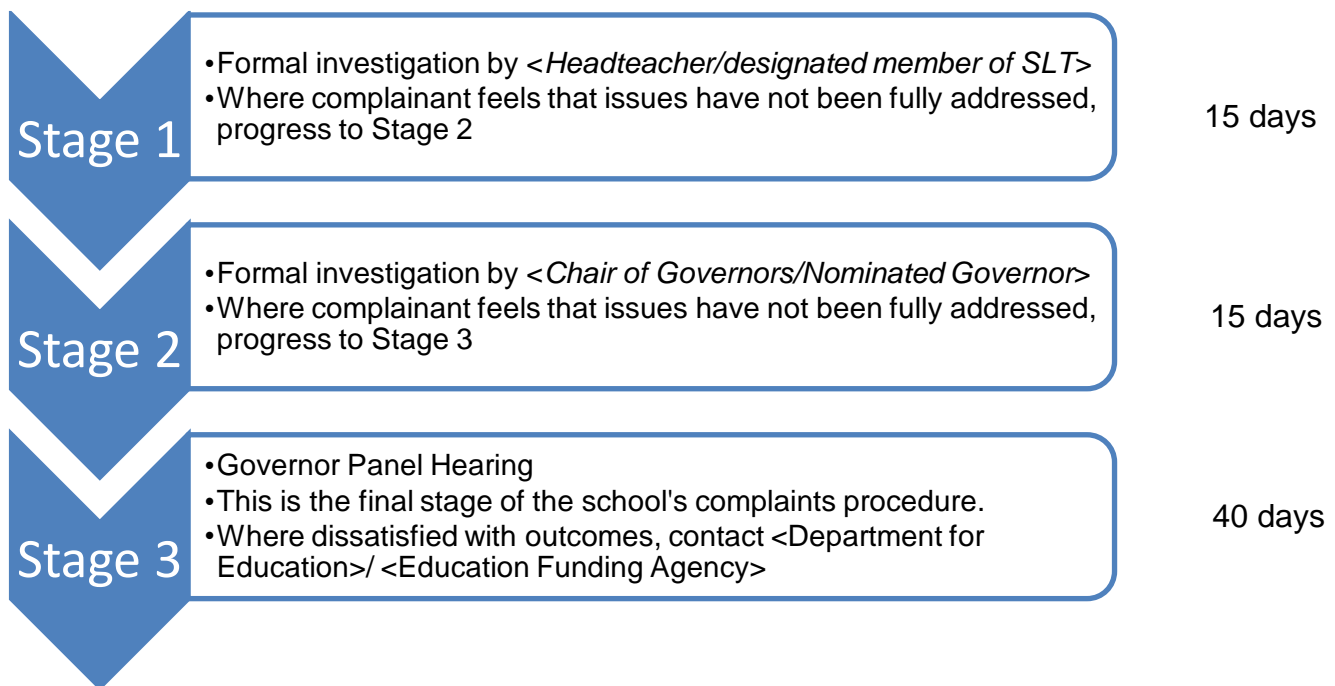 Stage 1
•Formal investigation by <Headteacher/designated member of SLT>
•Where complainant feels that issues have not been fully addressed,
progress to Stage 2
15 days
Stage 2
•Formal investigation by <Chair of Governors/Nominated Governor>
•Where complainant feels that issues have not been fully addressed,
progress to Stage 3
15 days
Stage 3
•Governor Panel Hearing
•This is the final stage of the school's complaints procedure.
•Where dissatisfied with outcomes, contact <Department for
Education>/ <Education Funding Agency>
40 days